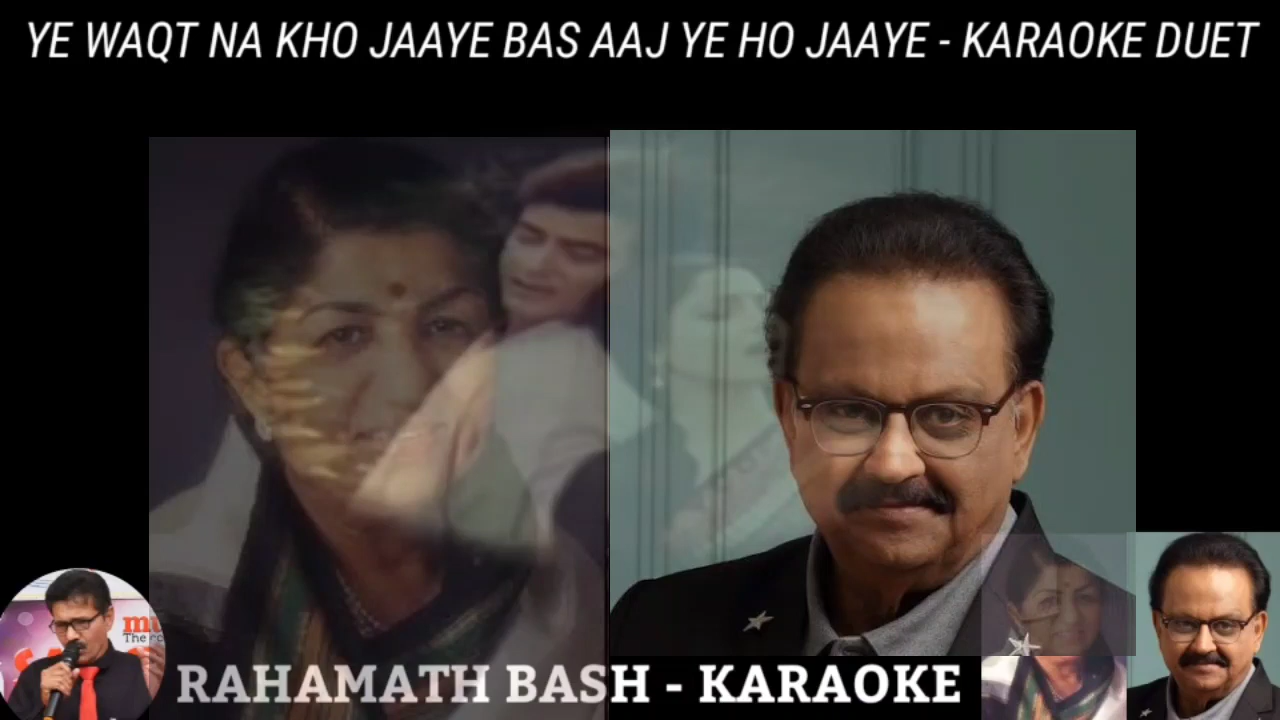 YE WAQT NA KHO JAAYE BAS AAJ YE HO JAAYE - KARAOKE DUET
RAHAMATH BASH - KARAOKE